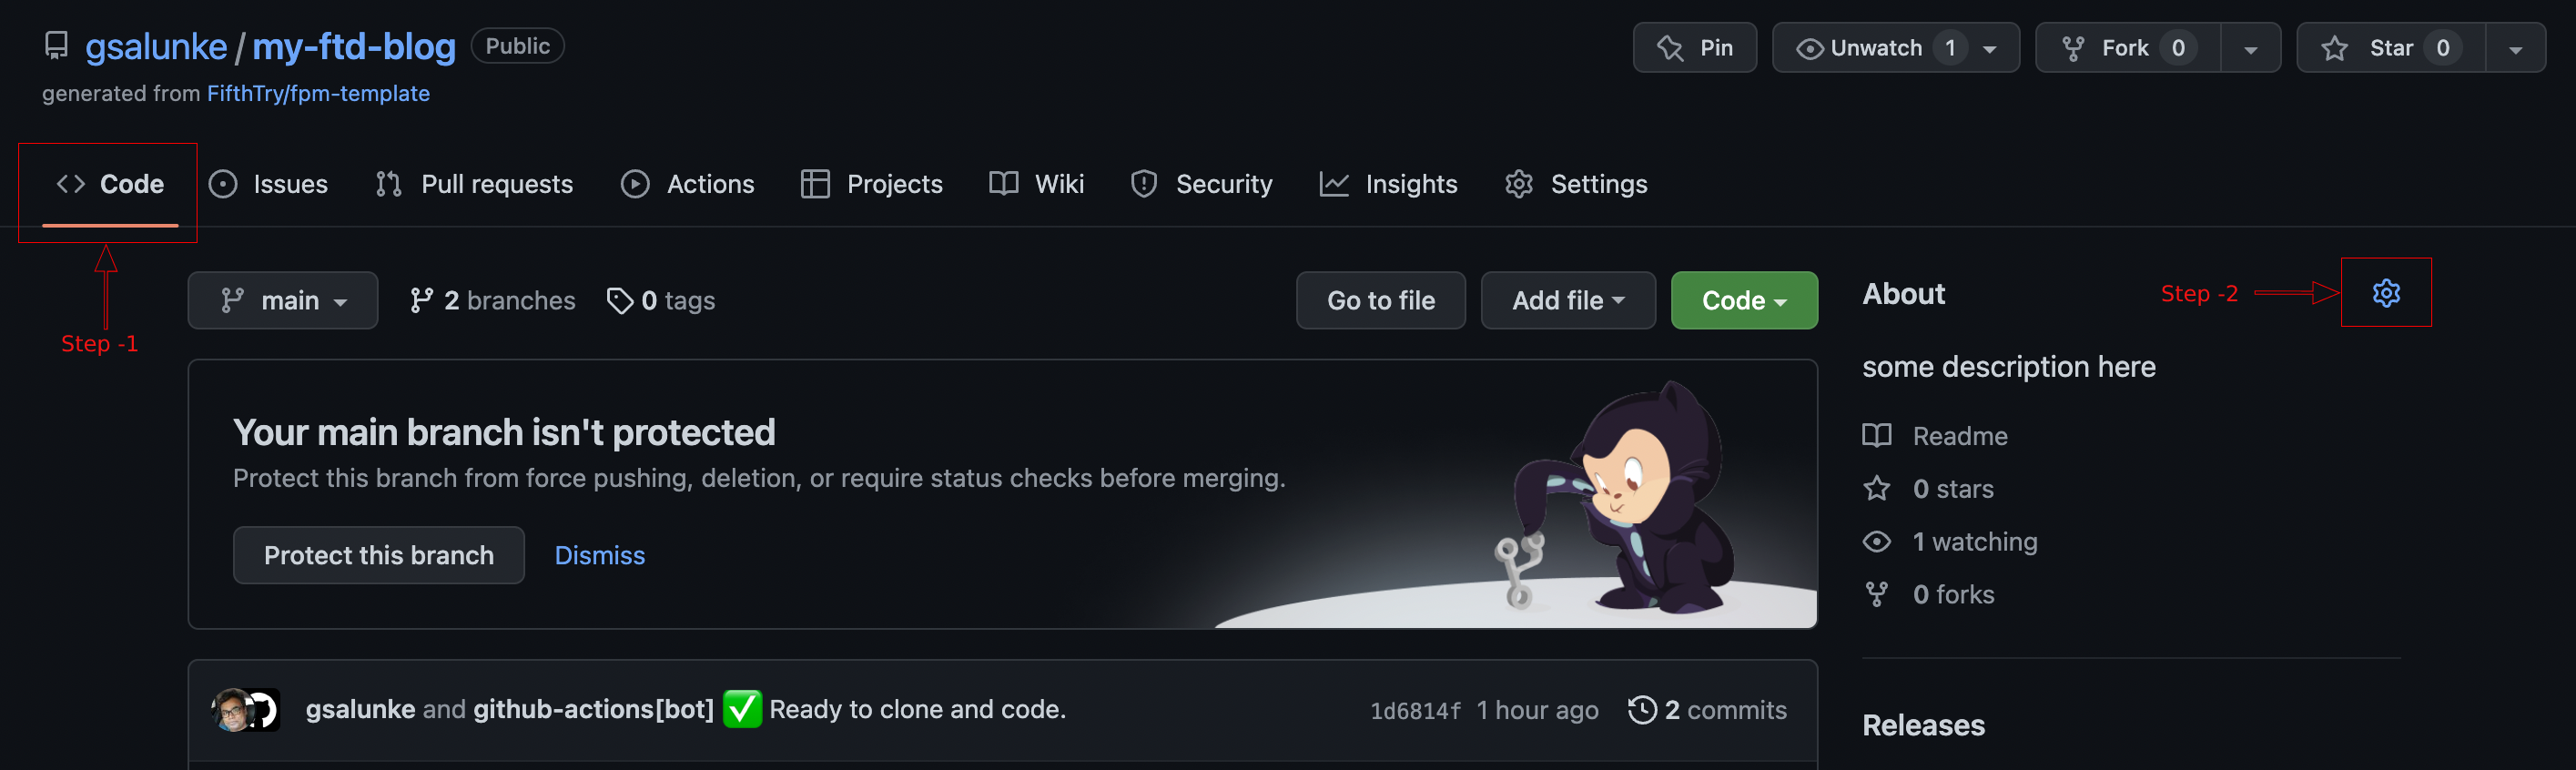 gsalunke / my-ftd-blog Public Pin Unwatch 1 Fork 0 Star 0
generated from FifthTry/fpm-template
Code Issues Pull requests Actions Projects Wiki Security Insights Settings
main 2 branches 0 tags Go to file Add file Code About Step -2
Step -1
some description here
Your main branch isn't protected
Readme
Protect this branch from force pushing, deletion, or require status checks before merging.
0 stars
1 watching
Protect this branch Dismiss
0 forks
gsalunke and github-actions[bot] ✅ Ready to clone and code. 1d6814f 1 hour ago 2 commits
Releases